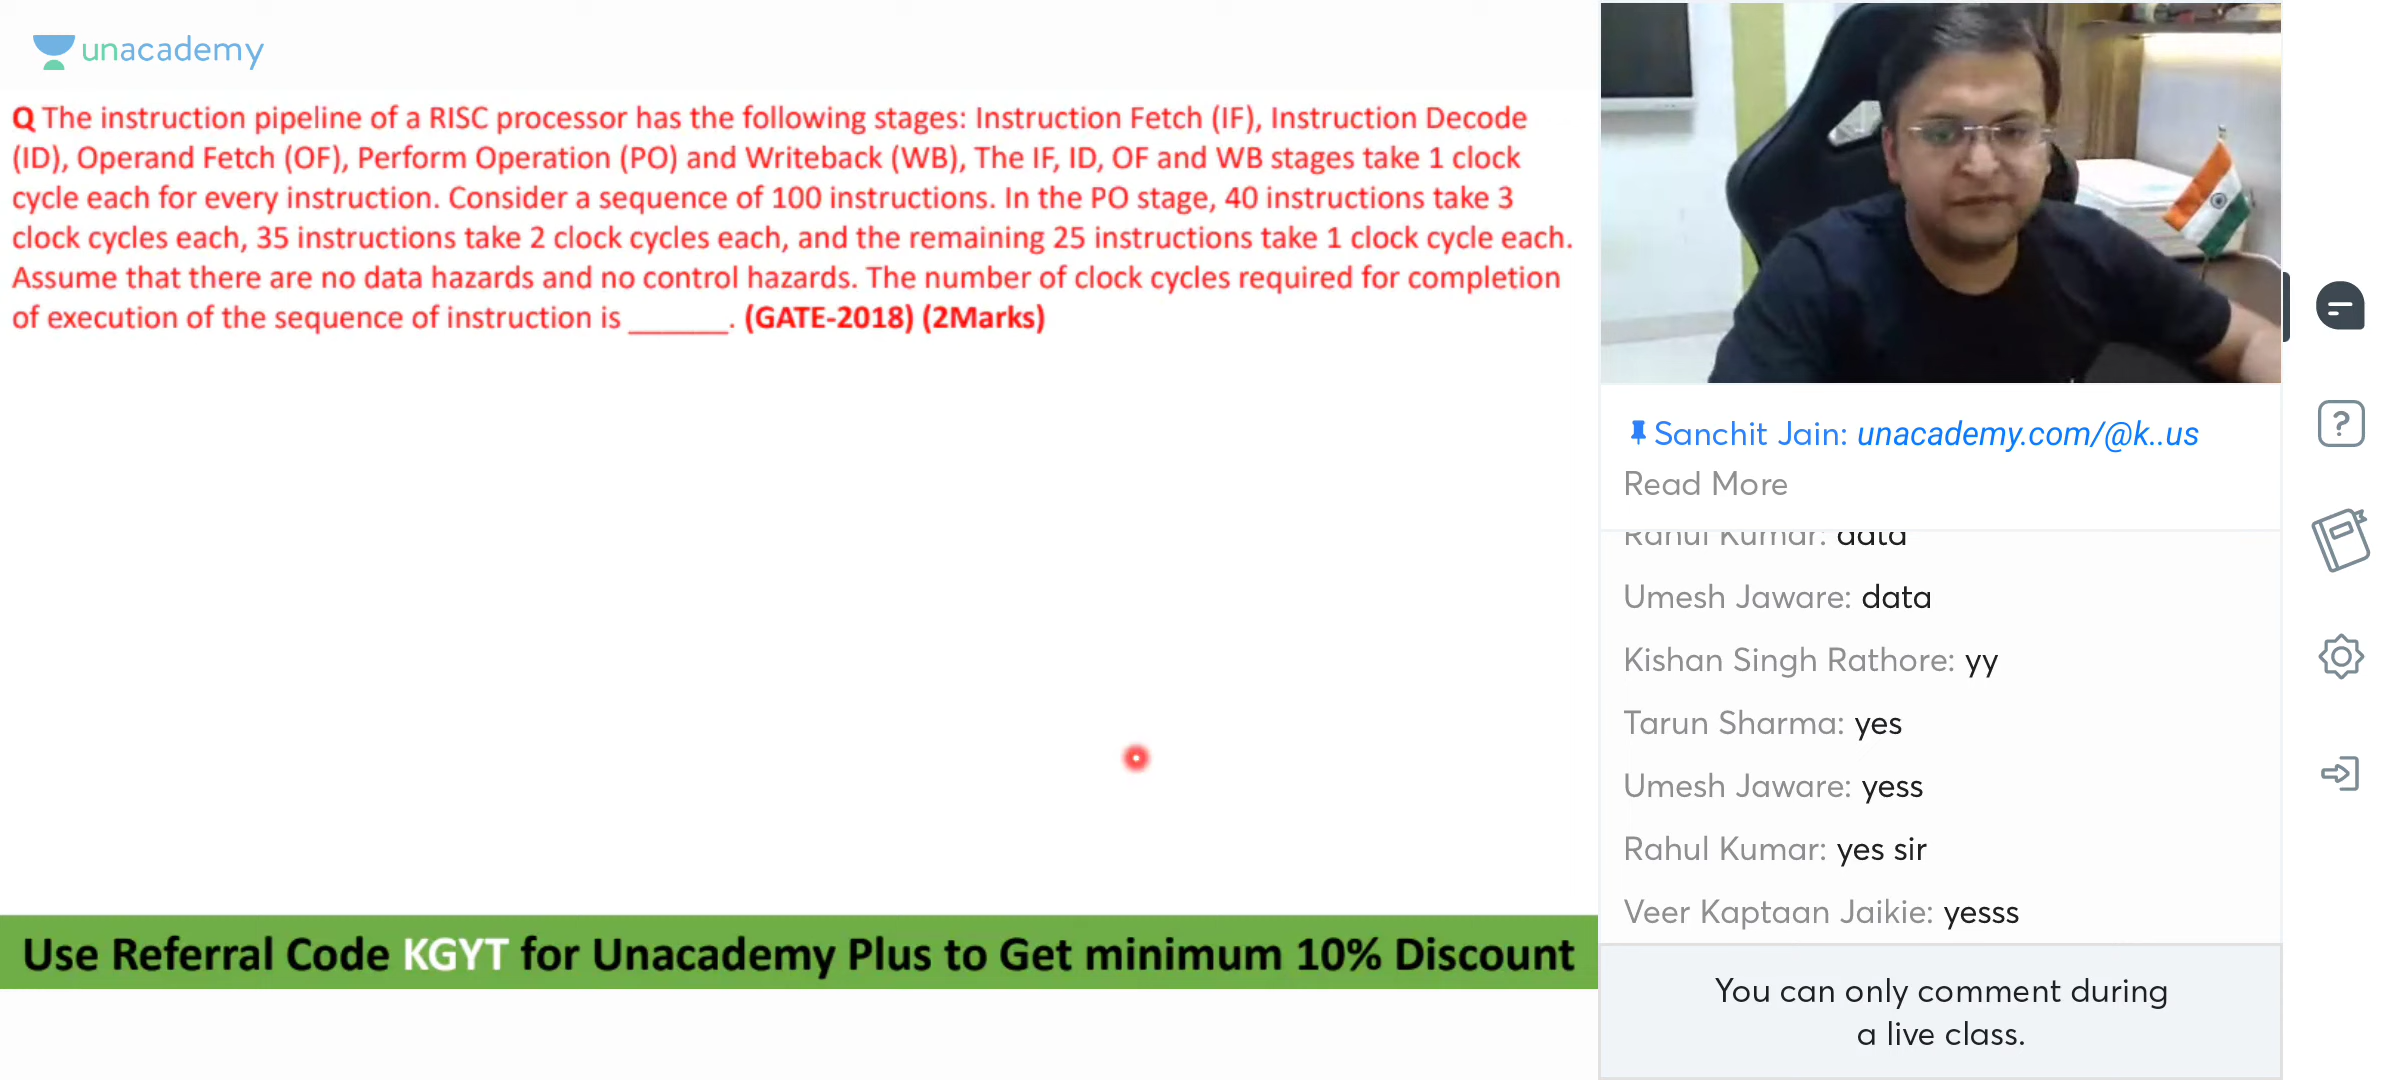 unacademy
Q The instruction pipeline of a RISC processor has the following stages: Instruction Fetch (IF), Instruction Decode
(ID), Operand Fetch (OF), Perform Operation (PO) and Writeback (WB), The IF, ID, OF and WB stages take 1 clock
cycle each for every instruction. Consider a sequence of 100 instructions. In the PO stage, 40 instructions take 3
clock cycles each, 35 instructions take 2 clock cycles each, and the remaining 25 instructions take 1 clock cycle each.
Assume that there are no data hazards and no control hazards. The number of clock cycles required for completion
of execution of the sequence of instruction is ______. (GATE-2018) (2Marks)
Use Referral Code KGYT for Unacademy Plus to Get minimum 10% Discount
Sanchit Jain: unacademy.com/@k..us
Read More
Rahul Kumar: data
Umesh Jaware: data
Kishan Singh Rathore: yy
Tarun Sharma: yes
Umesh Jaware: yess
Rahul Kumar: yes sir
Veer Kaptaan Jaikie: yesss
You can only comment during
a live class.
?